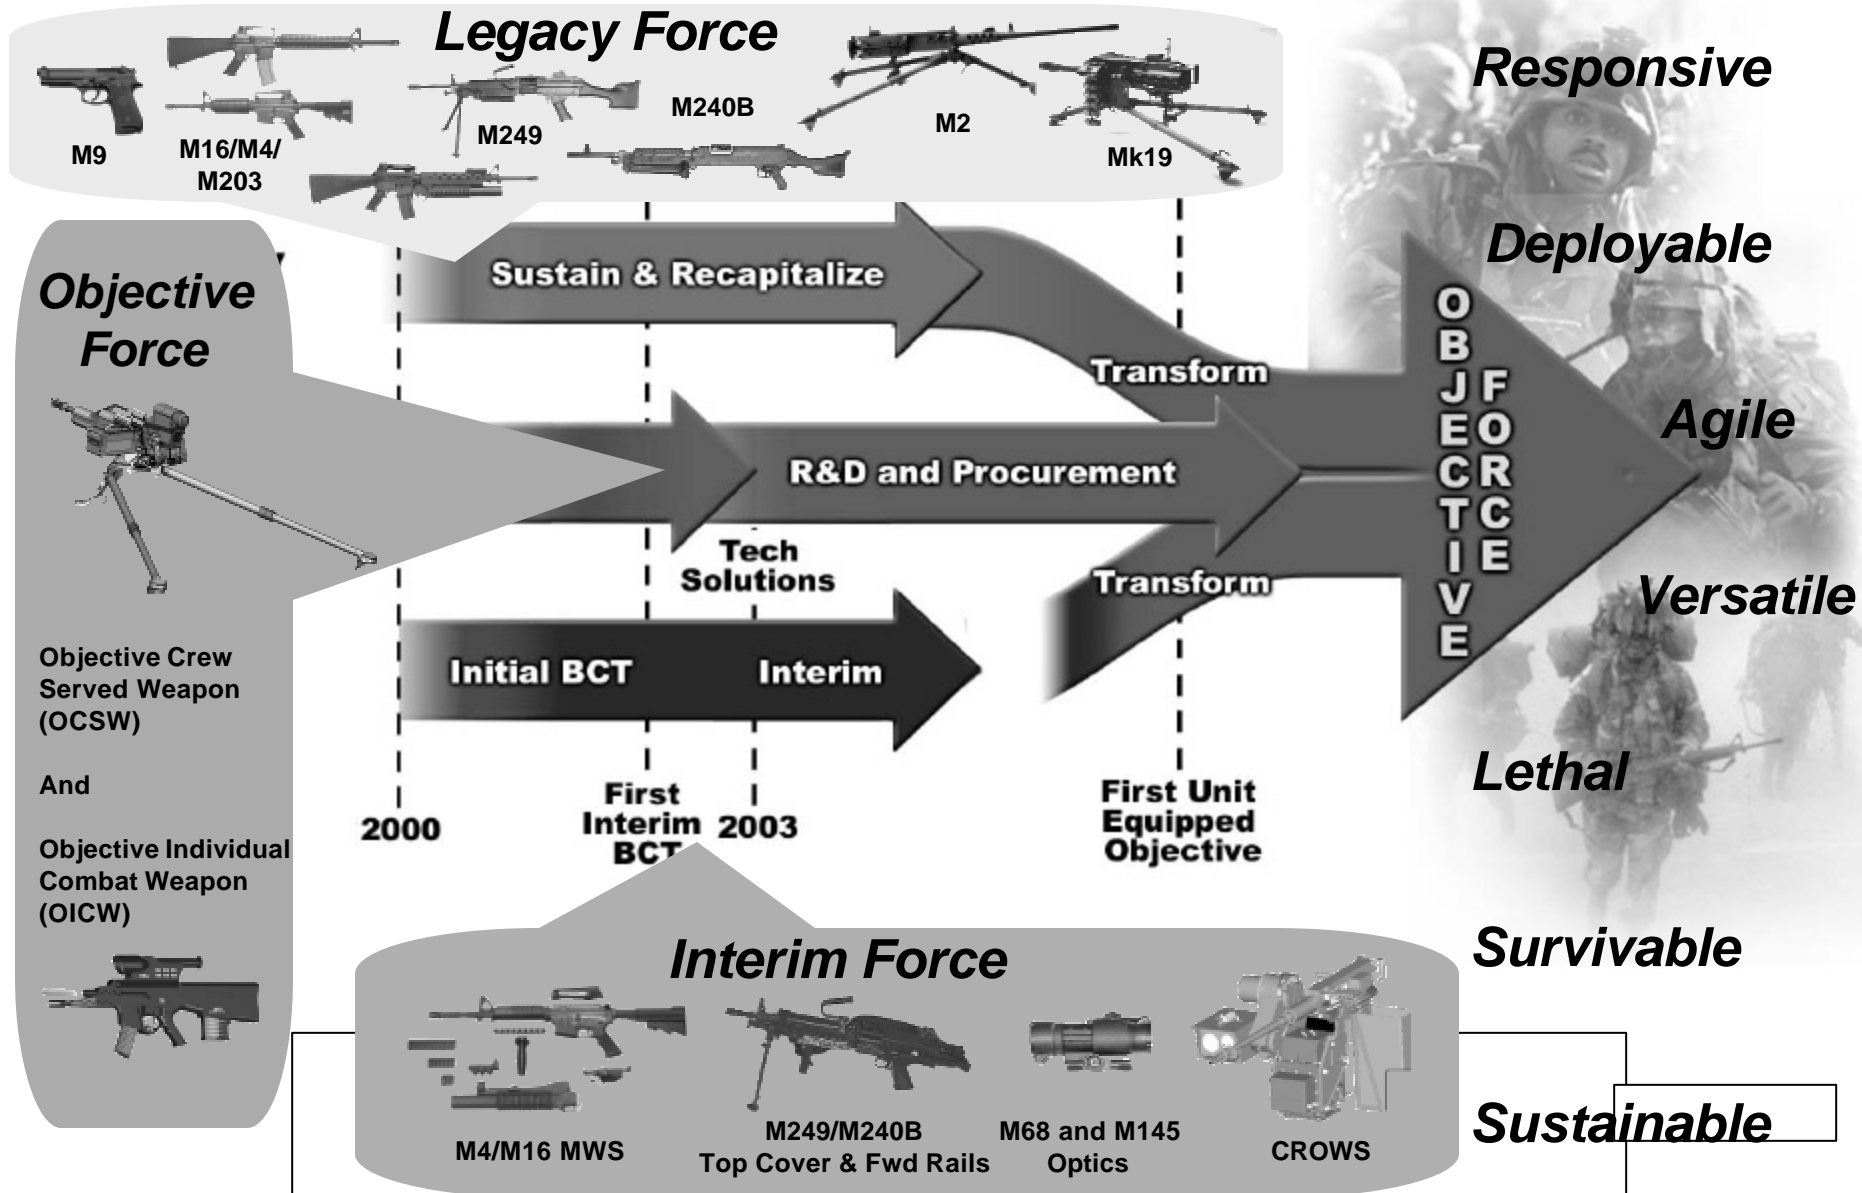 Legacy Force
M9
M16/M4/
M203
M249
M240B
M2
Mk19
Objective
Force
Objective Crew
Served Weapon
(OCSW)
And
Objective Individual
Combat Weapon
(OICW)
Sustain & Recapitalize
Transform
R&D and Procurement
Tech
Solutions
Transform
Initial BCT
Interim
OBJECTIVE
FORCE
2000
First
Interim
BCT
2003
First Unit
Equipped
Objective
Interim Force
M4/M16 MWS
M249/M240B
Top Cover & Fwd Rails
M68 and M145
Optics
CROWS
Responsive
Deployable
Agile
Versatile
Lethal
Survivable
Sustainable